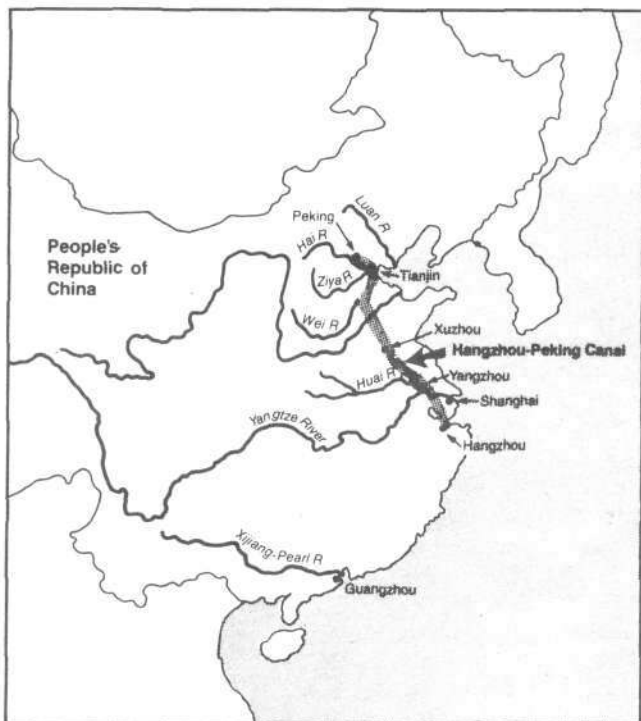 Luan R
Peking
Hai R
People's
Republic of
China
Ziya R
Tianjin
Wei R
Xuzhou
Hangzhou-Peking Canal
Huai R
Yangzhou
Shanghai
Yangtze River
Hangzhou
Xijiang-Pearl R
Guangzhou